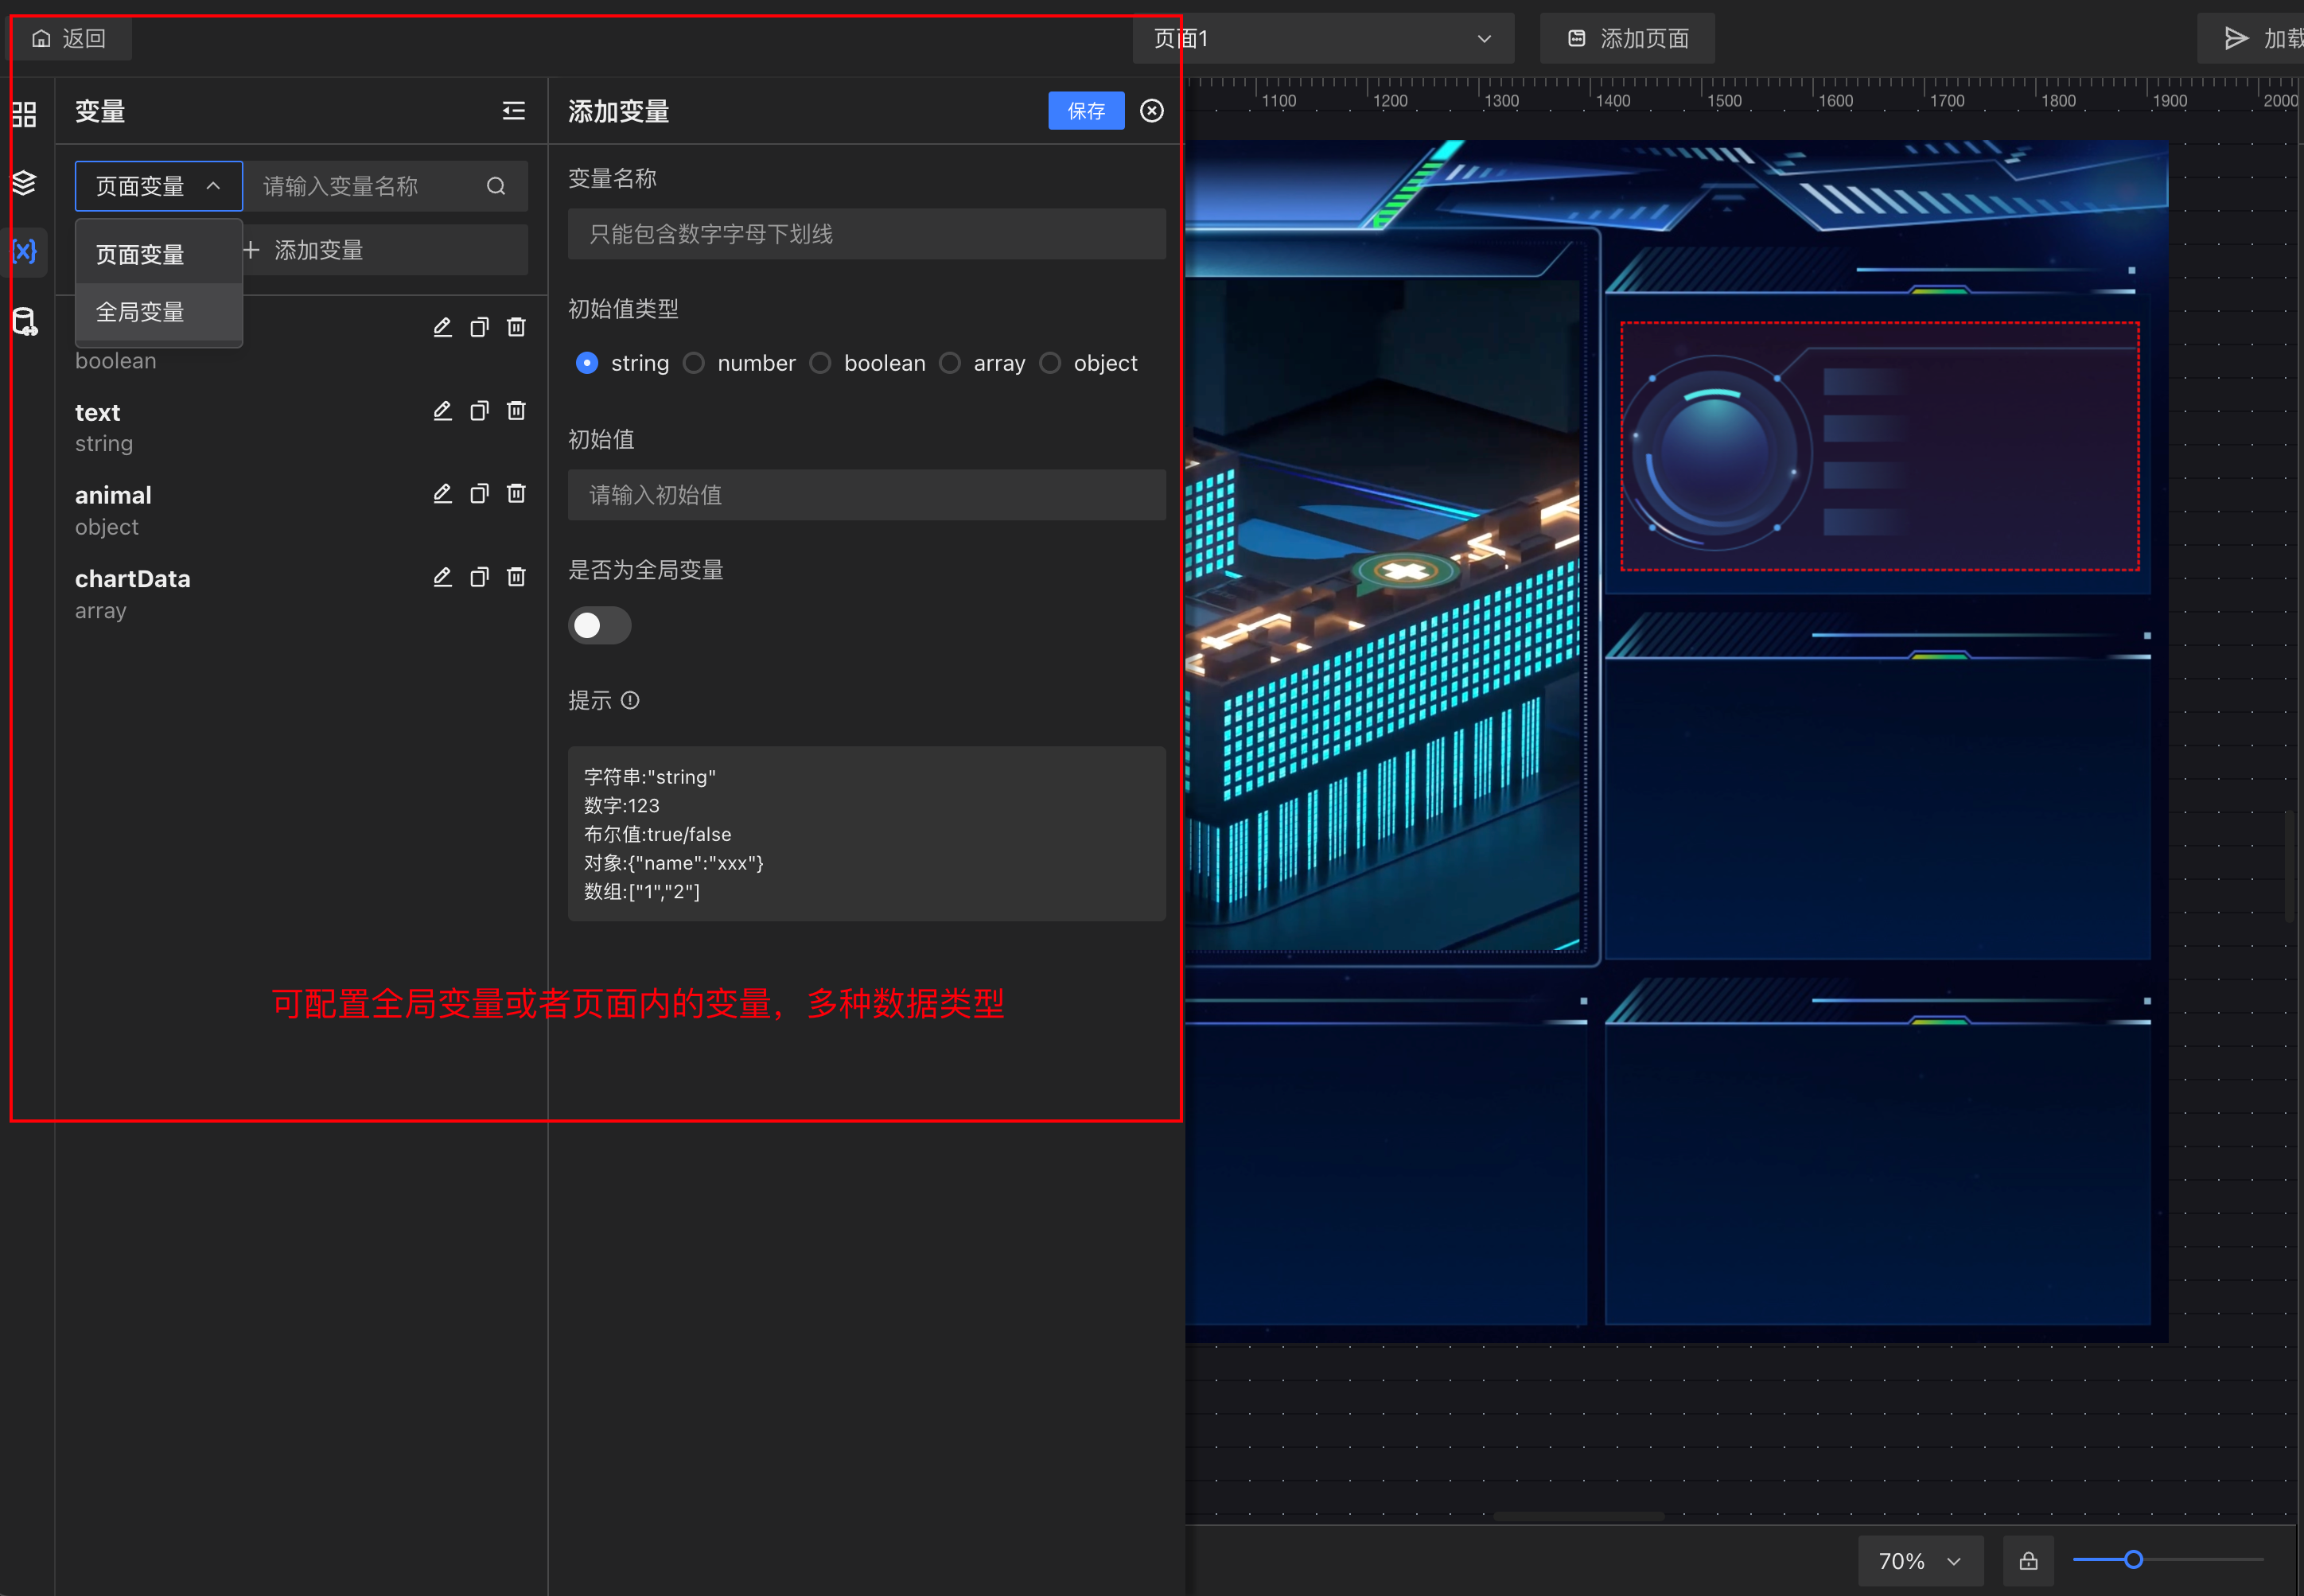 返回
页面1
添加页面
加载
变量
添加变量
保存
1100 1200 1300 1400 1500 1600 1700 1800 1900 2000
页面变量
请输入变量名称
页面变量
全局变量
添加变量
boolean
text
string
animal
object
chartData
array
变量名称
只能包含数字字母下划线
初始值类型
string number boolean array object
初始值
请输入初始值
是否为全局变量
提示
字符串:"string"
数字:123
布尔值:true/false
对象:{"name":"xxx"}
数组:["1","2"]
可配置全局变量或者页面内的变量，多种数据类型
70%